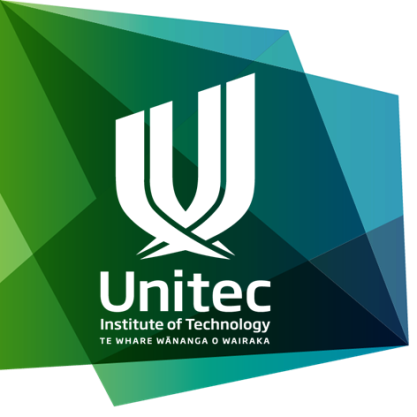 Unitec
Institute of Technology
TE WHARE WĀNANGA O WAIRAKA